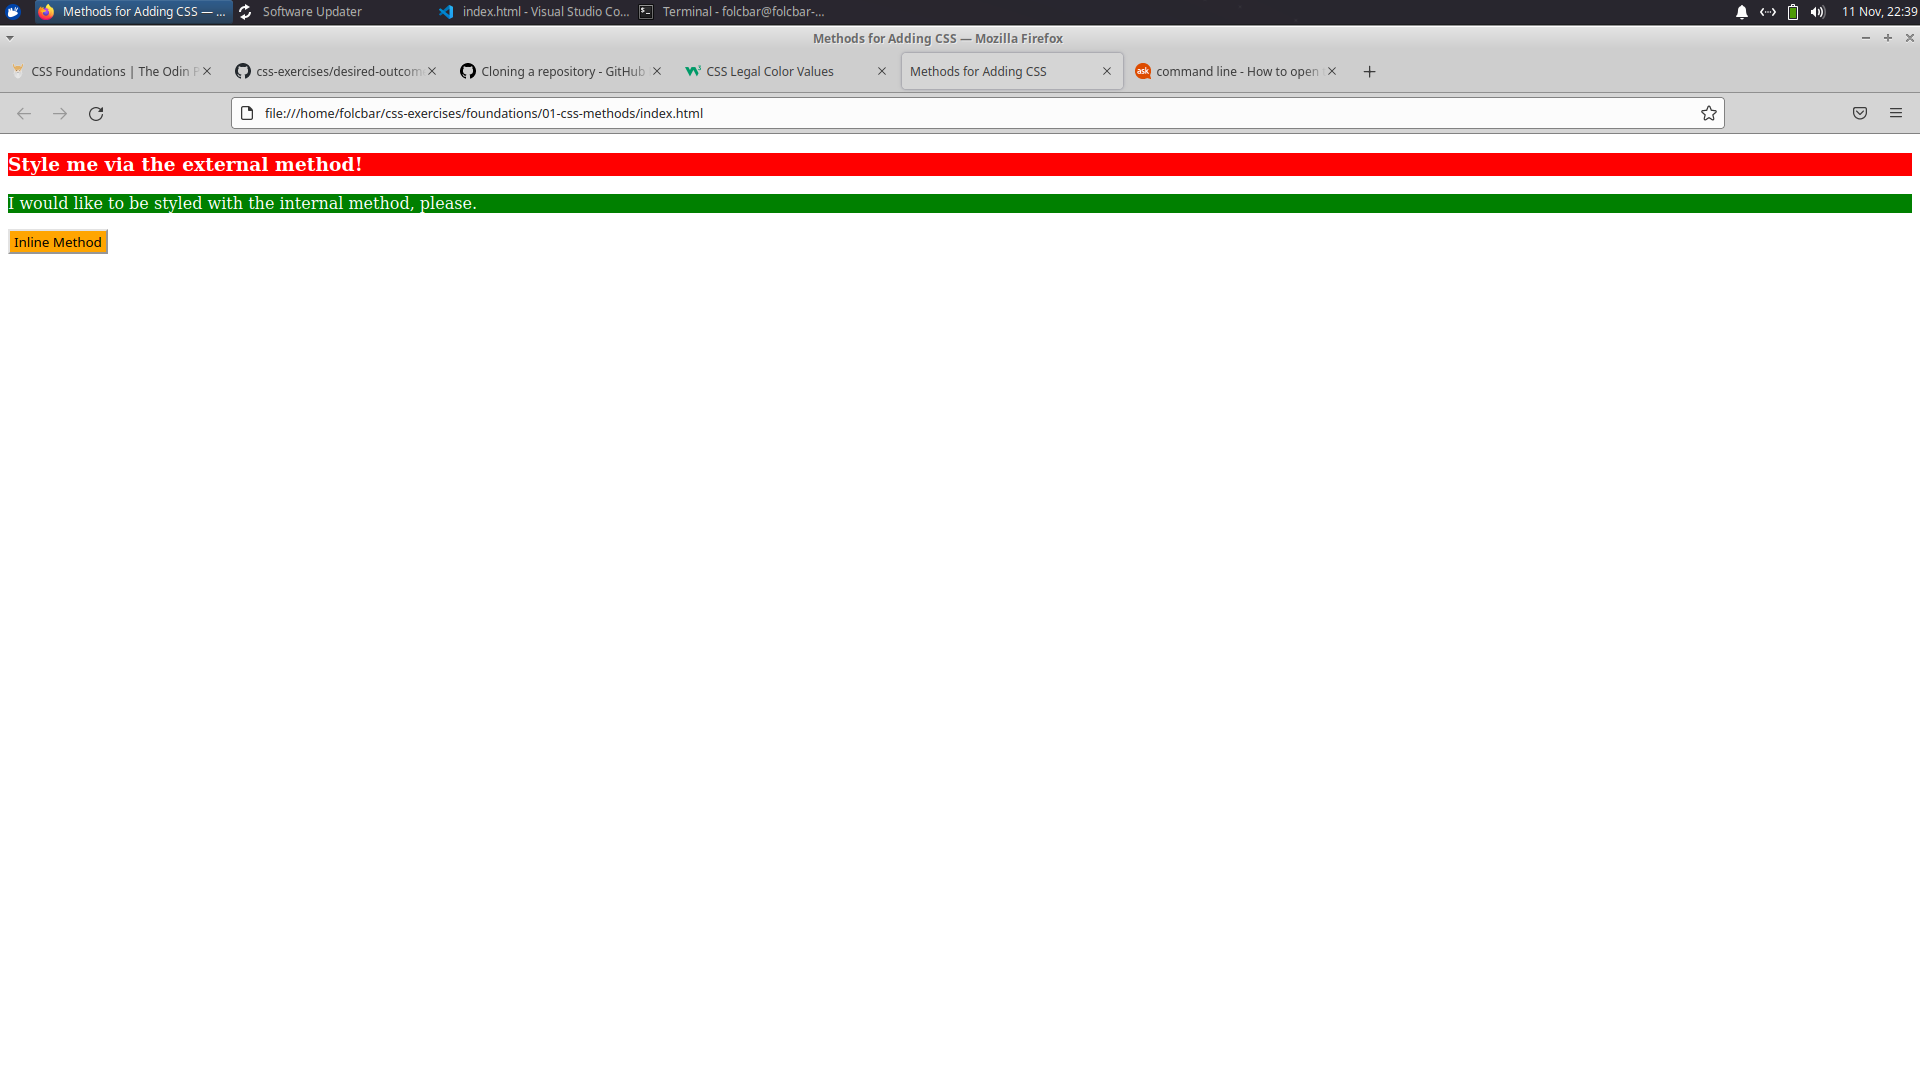 Methods for Adding CSS — ... Software Updater index.html - Visual Studio Co... Terminal - folcbar@folcbar-... 11 Nov, 22:39
Methods for Adding CSS — Mozilla Firefox
CSS Foundations | The Odin P css-exercises/desired-outcom Cloning a repository - GitHub CSS Legal Color Values Methods for Adding CSS ask command line - How to open
file:///home/folcbar/css-exercises/foundations/01-css-methods/index.html
Style me via the external method!
I would like to be styled with the internal method, please.
Inline Method